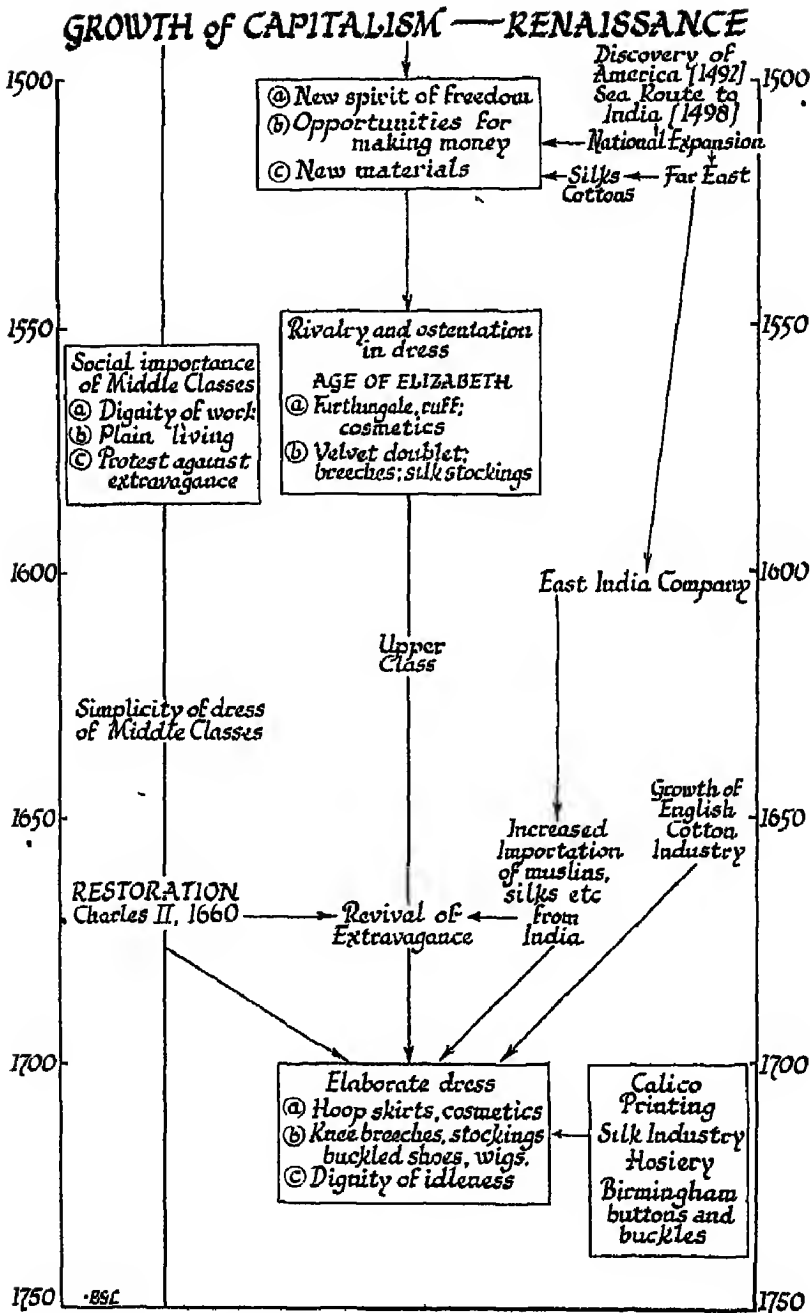 GROWTH of CAPITALISM — RENAISSANCE
1500
1500
Discovery of
America [1492]
Sea Route to
India [1498]
National Expansion
Far East
Silks
Cottons
ⓐ New spirit of freedom
ⓑ Opportunities for
making money
ⓒ New materials
1550
1550
Social importance
of Middle Classes
ⓐ Dignity of work
ⓑ Plain living
ⓒ Protest against
extravagance
Rivalry and ostentation
in dress
AGE OF ELIZABETH
ⓐ Farthingale, ruff;
cosmetics
ⓑ Velvet doublet;
breeches; silk stockings
1600
1600
East India Company
Upper
Class
Simplicity of dress
of Middle Classes
1650
1650
Increased
Importation
of muslins,
silks etc
from
India
Growth of
English
Cotton
Industry
RESTORATION
Charles II, 1660
Revival of
Extravagance
1700
1700
Elaborate dress
ⓐ Hoop skirts, cosmetics
ⓑ Knee breeches, stockings
buckled shoes, wigs.
ⓒ Dignity of idleness
Calico
Printing
Silk Industry
Hosiery
Birmingham
buttons and
buckles
1750
1750